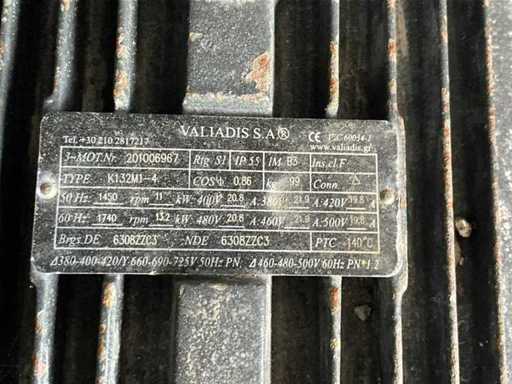 VALIADIS S.A®
Tel. +30 210 2817217
CE IEC 60034-1
www.valiadis.gr
3~MOT.Nr. 201006967 Rtg S1 IP 55 IM B3 Ins.cl.F
TYPE K132M1-4 COSφ 0,86 kg 99 Conn. Δ
50 Hz: 1450 rpm 11 kW: 400V 20,8 A:380V 21,9 A:420V 19,8 A
60 Hz: 1740 rpm 13,2 kW: 480V 20,8 A:460V 21,9 A:500V 19,8 A
Brgs.DE 6308ZZC3 NDE 6308ZZC3 PTC 140°C
Δ380-400-420/Y 660-690-725V 50Hz PN, Δ460-480-500V 60Hz PN*1.2